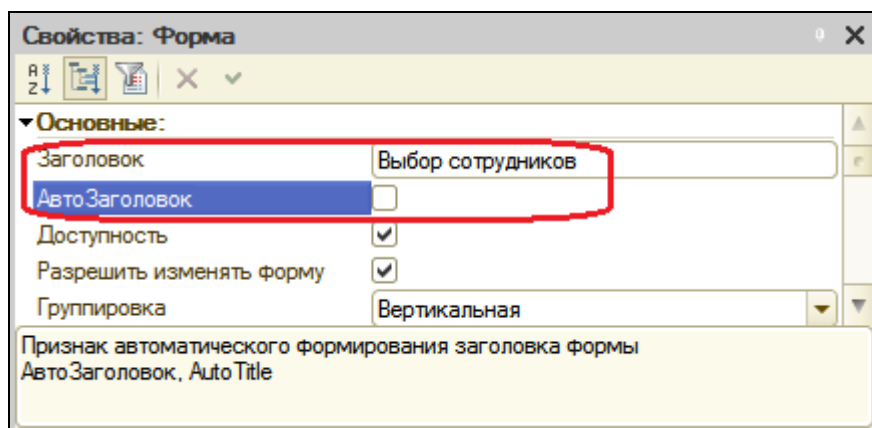 Свойства: Форма
Основные:
Заголовок Выбор сотрудников
АвтоЗаголовок
Доступность
Разрешить изменять форму
Группировка Вертикальная
Признак автоматического формирования заголовка формы
АвтоЗаголовок, AutoTitle